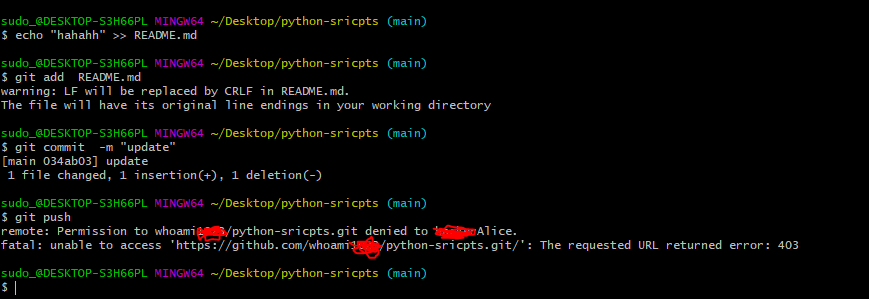 sudo_@DESKTOP-S3H66PL MINGW64 ~/Desktop/python-sricpts (main)
$ echo "hahahh" >> README.md
sudo_@DESKTOP-S3H66PL MINGW64 ~/Desktop/python-sricpts (main)
$ git add  README.md
warning: LF will be replaced by CRLF in README.md.
The file will have its original line endings in your working directory
sudo_@DESKTOP-S3H66PL MINGW64 ~/Desktop/python-sricpts (main)
$ git commit  -m "update"
[main 034ab03] update
 1 file changed, 1 insertion(+), 1 deletion(-)
sudo_@DESKTOP-S3H66PL MINGW64 ~/Desktop/python-sricpts (main)
$ git push
remote: Permission to whoami /python-sricpts.git denied to Alice.
fatal: unable to access 'https://github.com/whoami /python-sricpts.git/': The requested URL returned error: 403
sudo_@DESKTOP-S3H66PL MINGW64 ~/Desktop/python-sricpts (main)
$